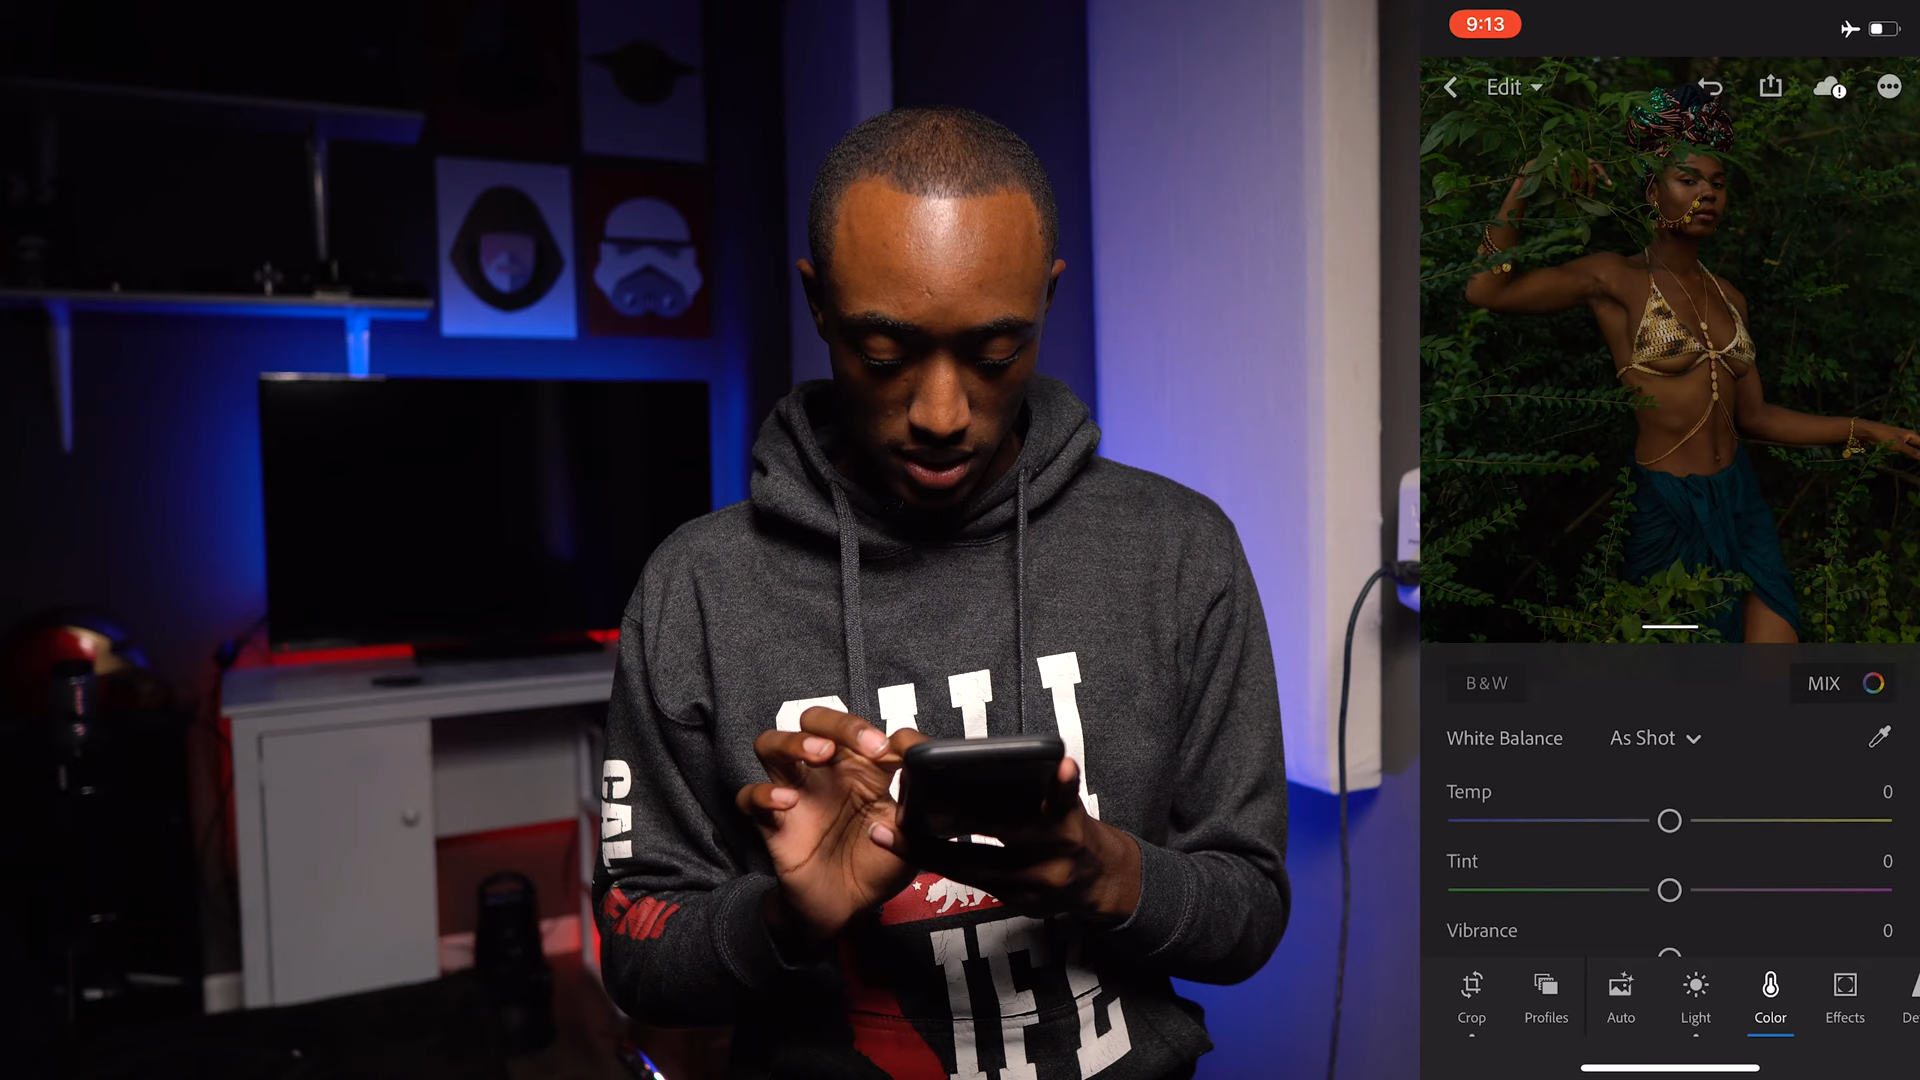 9:13
Edit
B&W
MIX
White Balance
As Shot
Temp
0
Tint
0
Vibrance
0
Crop
Profiles
Auto
Light
Color
Effects
CAL